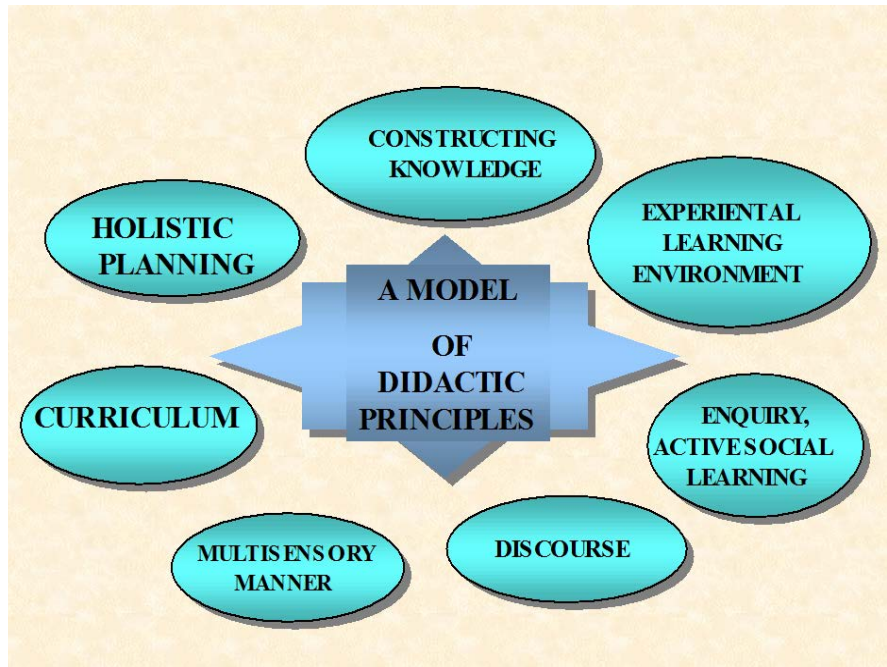 CONSTRUCTING
KNOWLEDGE
EXPERIENTAL
LEARNING
ENVIRONMENT
HOLISTIC
PLANNING
A MODEL
OF
DIDACTIC
PRINCIPLES
CURRICULUM
ENQUIRY,
ACTIVE SOCIAL
LEARNING
DISCOURSE
MULTISENSORY
MANNER